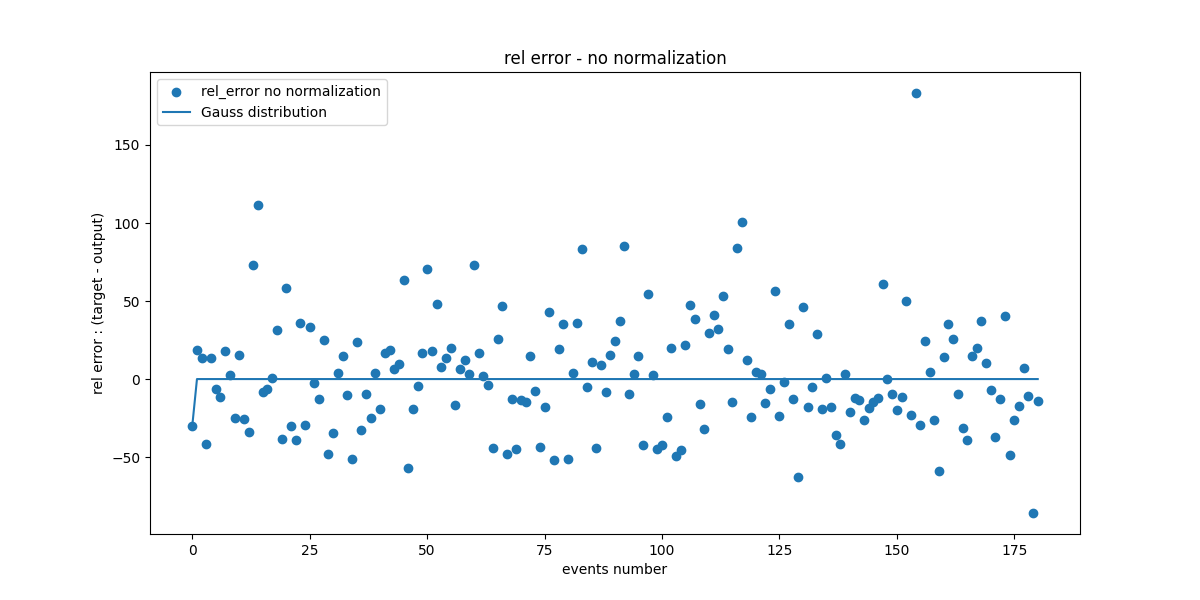 rel error - no normalization
rel_error no normalization
Gauss distribution
rel error : (target - output)
150
100
50
0
−50
0 25 50 75 100 125 150 175
events number